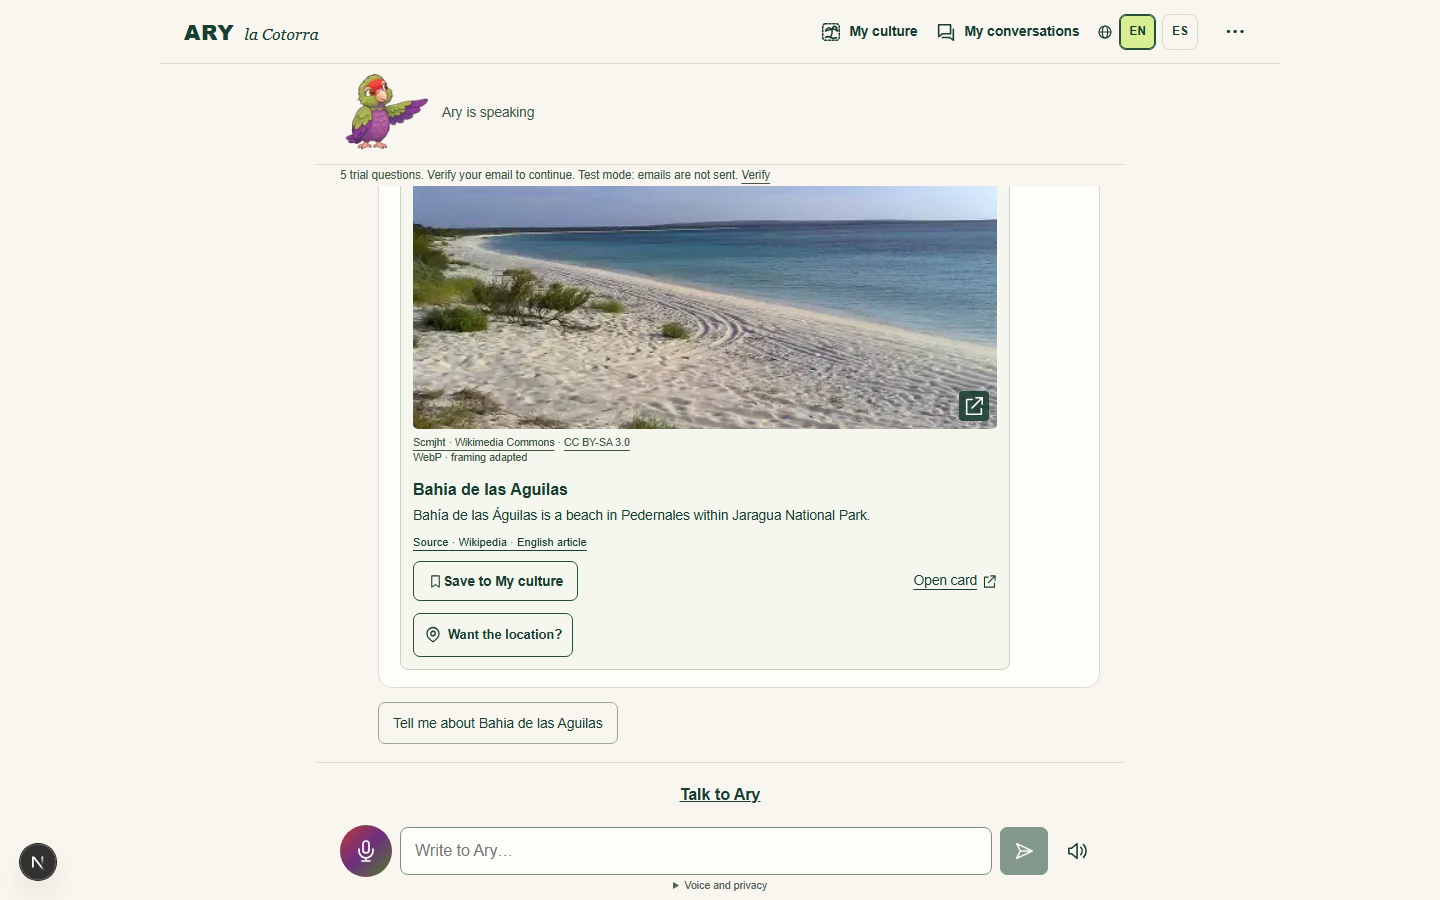 ARY la Cotorra
My culture
My conversations
EN
ES
Ary is speaking
5 trial questions. Verify your email to continue. Test mode: emails are not sent. Verify
Scmjht · Wikimedia Commons · CC BY-SA 3.0
WebP · framing adapted
Bahia de las Aguilas
Bahía de las Águilas is a beach in Pedernales within Jaragua National Park.
Source · Wikipedia · English article
Save to My culture
Open card
Want the location?
Tell me about Bahia de las Aguilas
Talk to Ary
Write to Ary…
N
Voice and privacy